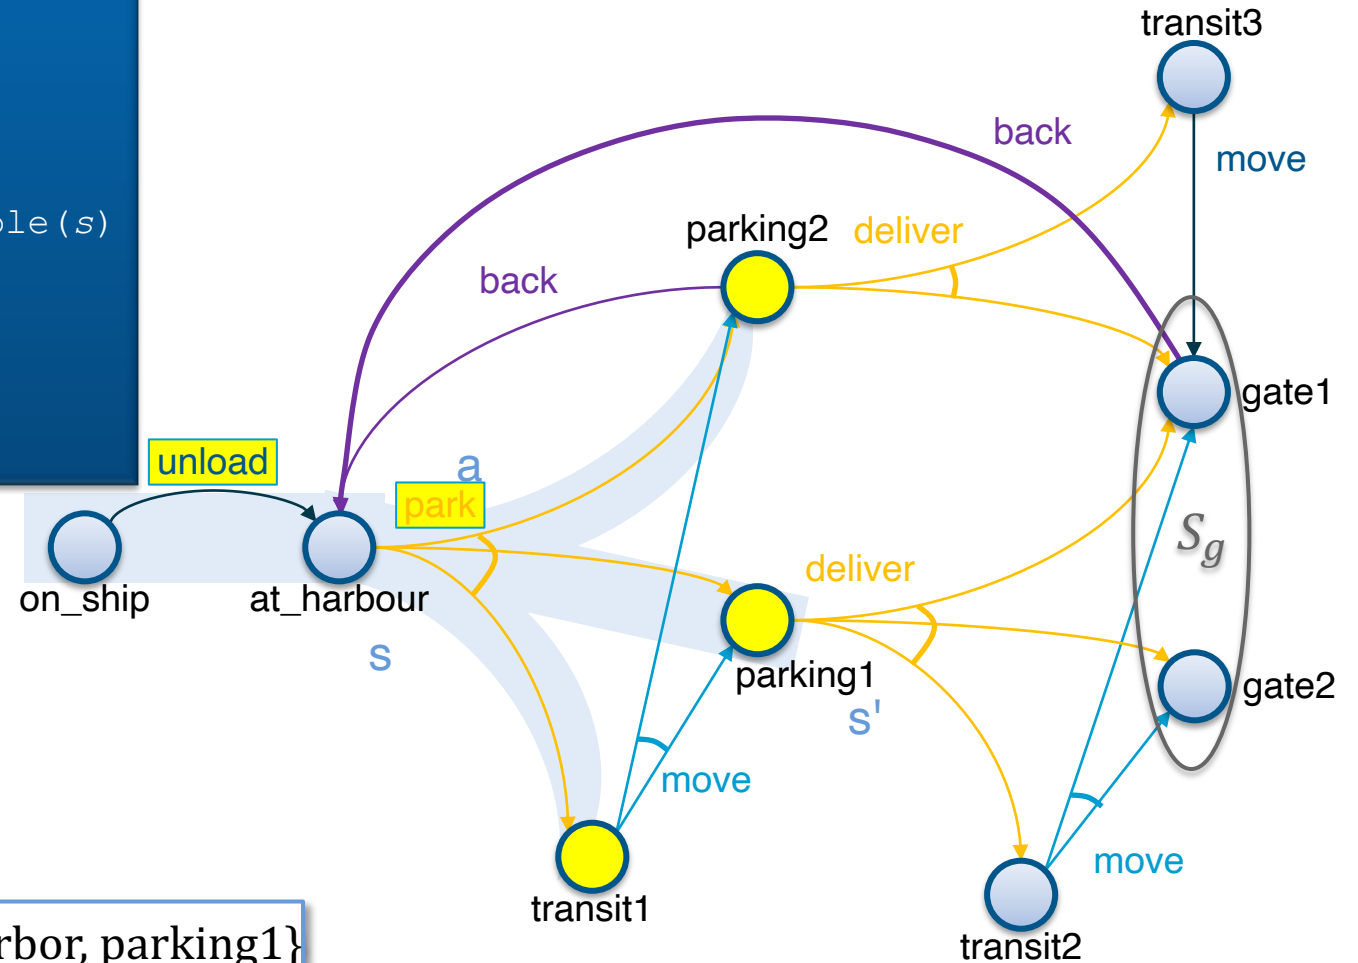 transit3
back
move
ple(s)
parking2
deliver
back
gate1
unload
a
park
S_g
deliver
on_ship
at_harbour
s
parking1
gate2
s'
move
move
transit1
rbor, parking1}
transit2